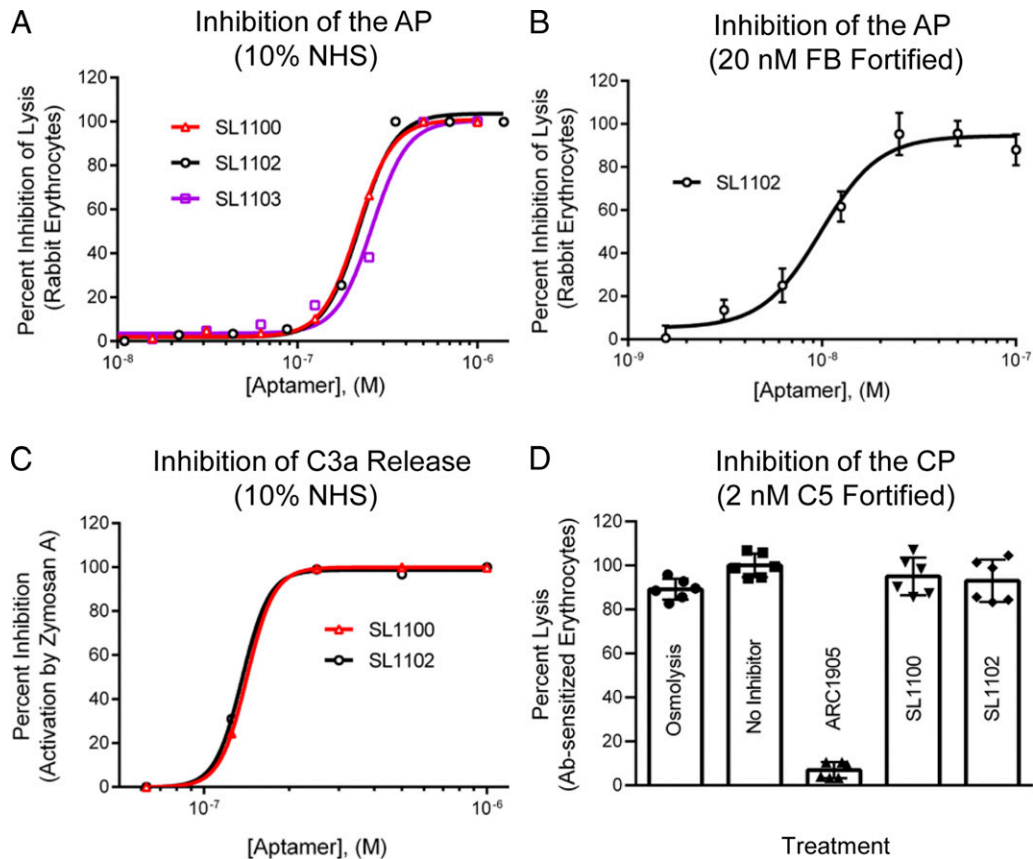 A
Inhibition of the AP
(10% NHS)
Percent Inhibition of Lysis
(Rabbit Erythrocytes)
120
100
80
60
40
20
0
SL1100
SL1102
SL1103
10-8
10-7
10-6
[Aptamer], (M)
B
Inhibition of the AP
(20 nM FB Fortified)
Percent Inhibition of Lysis
(Rabbit Erythrocytes)
120
100
80
60
40
20
0
SL1102
10-9
10-8
10-7
[Aptamer], (M)
C
Inhibition of C3a Release
(10% NHS)
Percent Inhibition
(Activation by Zymosan A)
120
100
80
60
40
20
0
SL1100
SL1102
10-7
10-6
[Aptamer], (M)
D
Inhibition of the CP
(2 nM C5 Fortified)
Percent Lysis
(Ab-sensitized Erythrocytes)
120
100
80
60
40
20
0
Osmolysis
No Inhibitor
ARC1905
SL1100
SL1102
Treatment